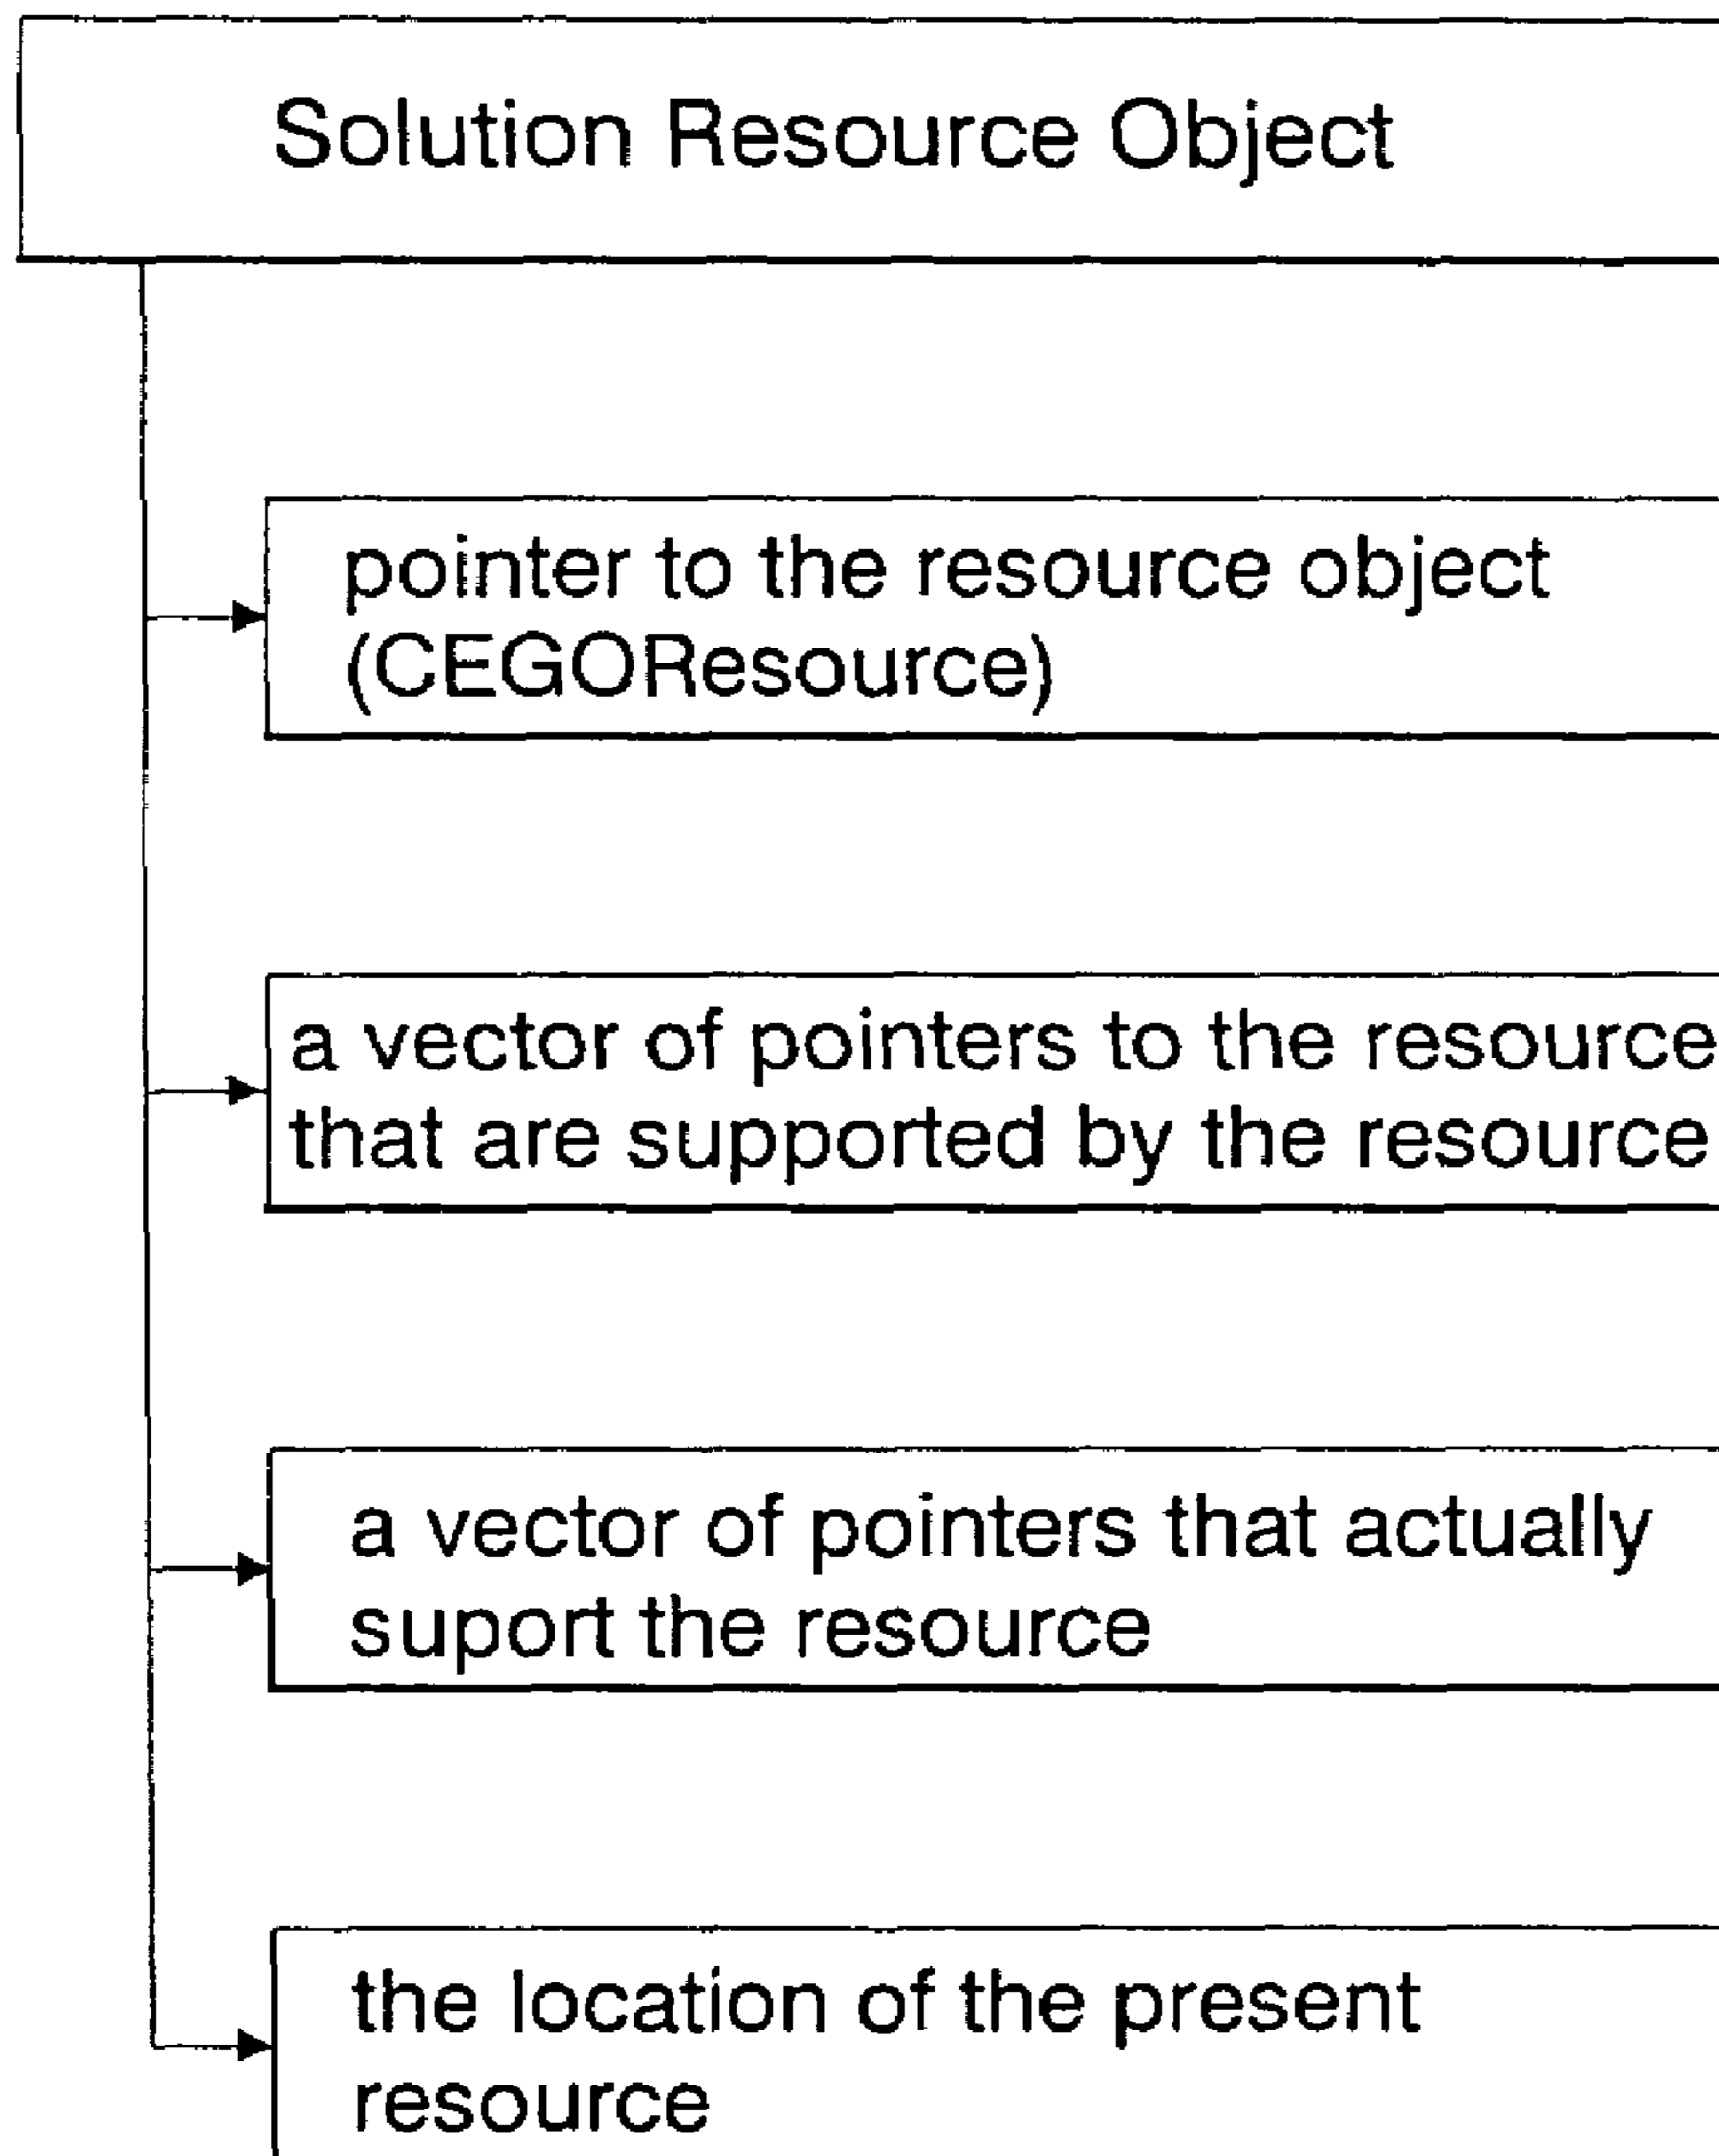 Solution Resource Object
pointer to the resource object
(CEGOResource)
a vector of pointers to the resource
that are supported by the resource
a vector of pointers that actually
suport the resource
the location of the present
resource